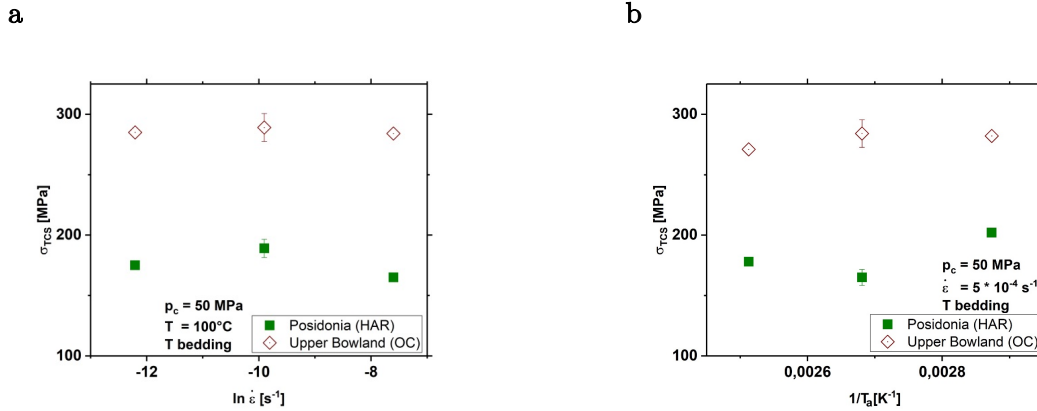 a
b
300
200
100
σTCS [MPa]
pc = 50 MPa
T = 100°C
T bedding
Posidonia (HAR)
Upper Bowland (OC)
-12
-10
-8
ln ε̇ [s-1]
300
200
100
σTCS [MPa]
pc = 50 MPa
ε̇ = 5 * 10-4 s-1
T bedding
Posidonia (HAR)
Upper Bowland (OC)
0,0026
0,0028
1/Ta[K-1]